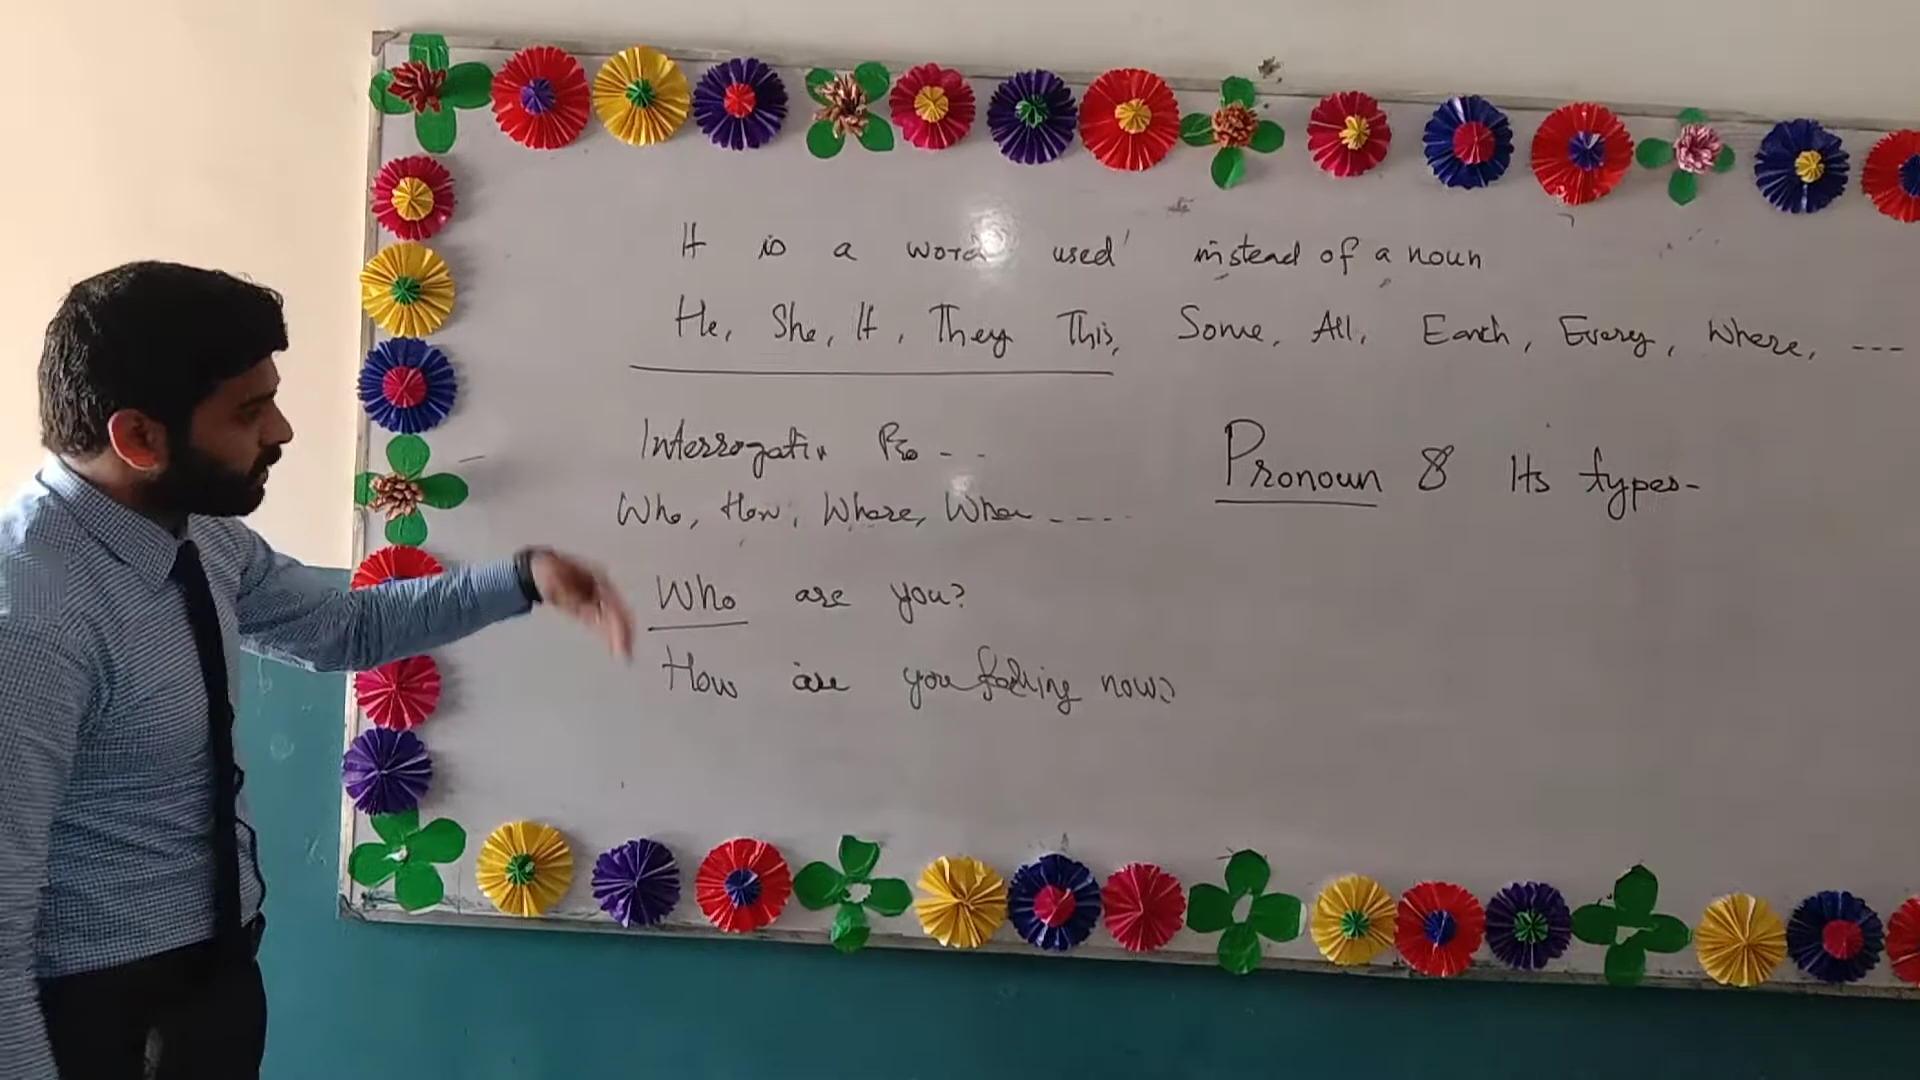 It is a word used instead of a noun
He, She, It, They This, Some, All, Each, Every, Where, ---
Interrogativ Pro --
Who, How, Where, When ----
Pronoun & Its types-
Who are you?
How are you feeling now?